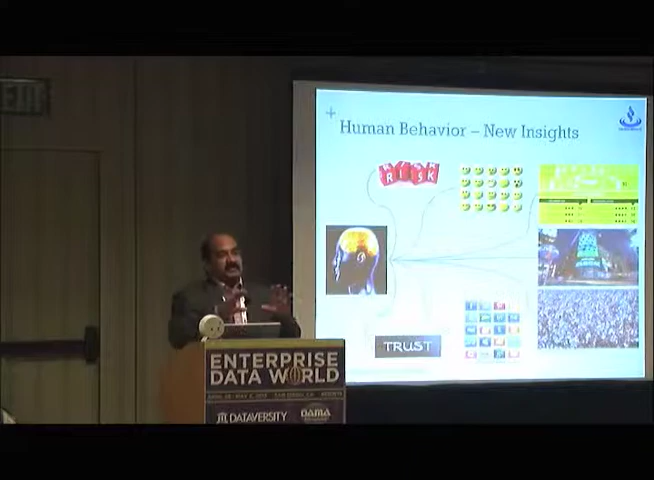 EXIT
+
Human Behavior – New Insights
RISK
TRUST
ENTERPRISE
DATA WORLD
DATAVERSITY
DAMA